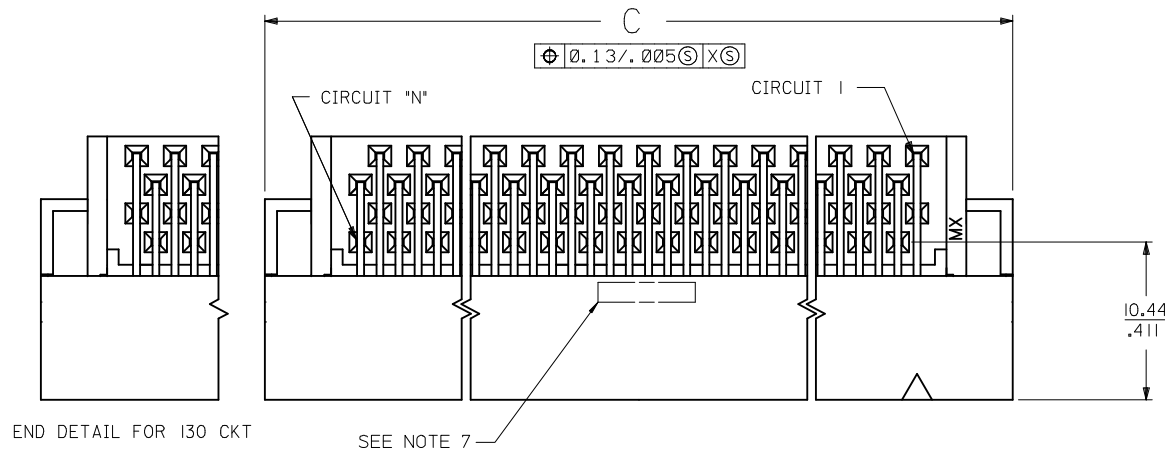 C
⌖ Ø.13/.005Ⓢ XⓈ
CIRCUIT "N"
CIRCUIT 1
MX
10.44
.411
END DETAIL FOR 130 CKT
SEE NOTE 7